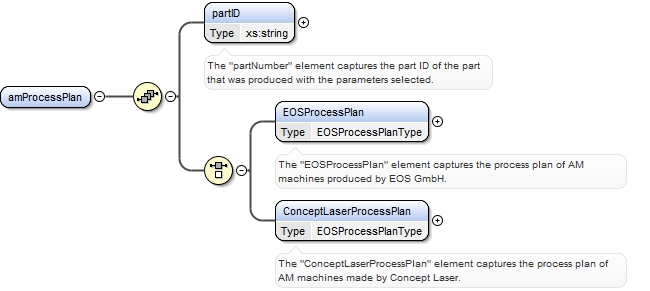 partID
Type xs:string
The "partNumber" element captures the part ID of the part
that was produced with the parameters selected.
amProcessPlan
EOSProcessPlan
Type EOSProcessPlanType
The "EOSProcessPlan" element captures the process plan of AM
machines produced by EOS GmbH.
ConceptLaserProcessPlan
Type EOSProcessPlanType
The "ConceptLaserProcessPlan" element captures the process plan of
AM machines made by Concept Laser.